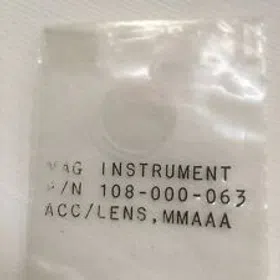 MAG INSTRUMENT
P/N 108-000-063
ACC/LENS,MMAAA